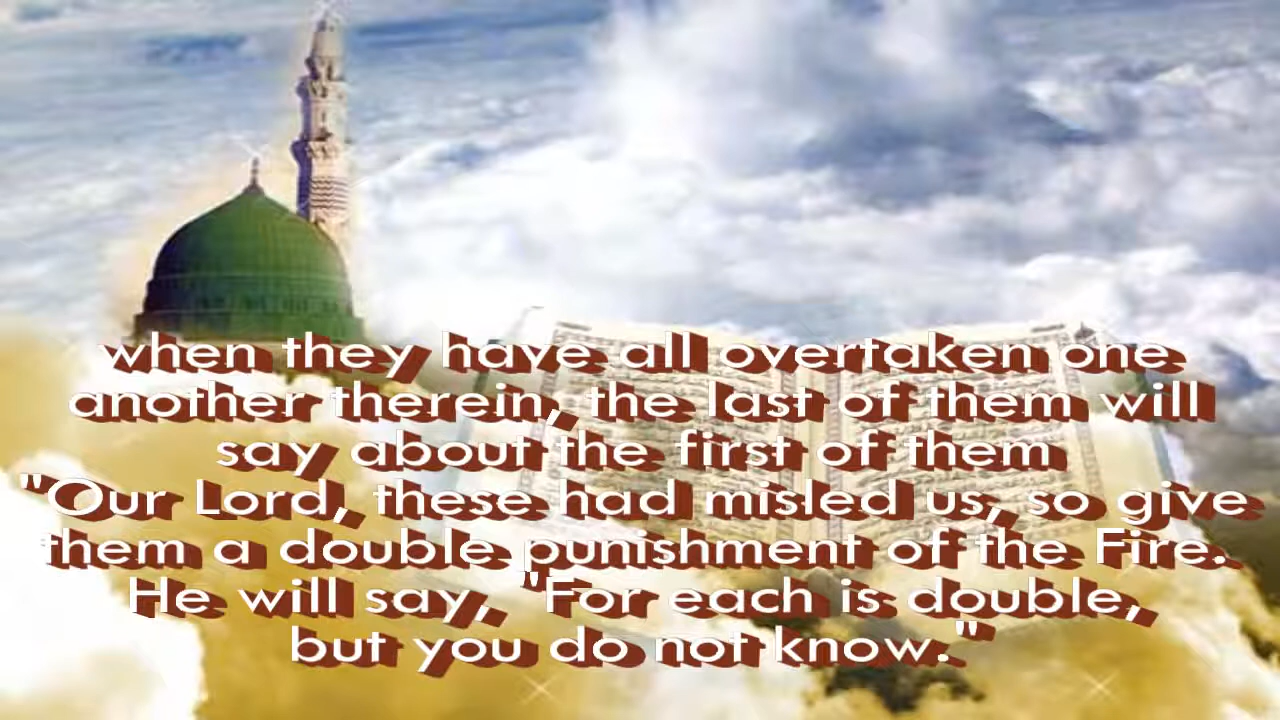 when they have all overtaken one
another therein, the last of them will
say about the first of them
"Our Lord, these had misled us, so give
them a double punishment of the Fire.
He will say, "For each is double,
but you do not know."